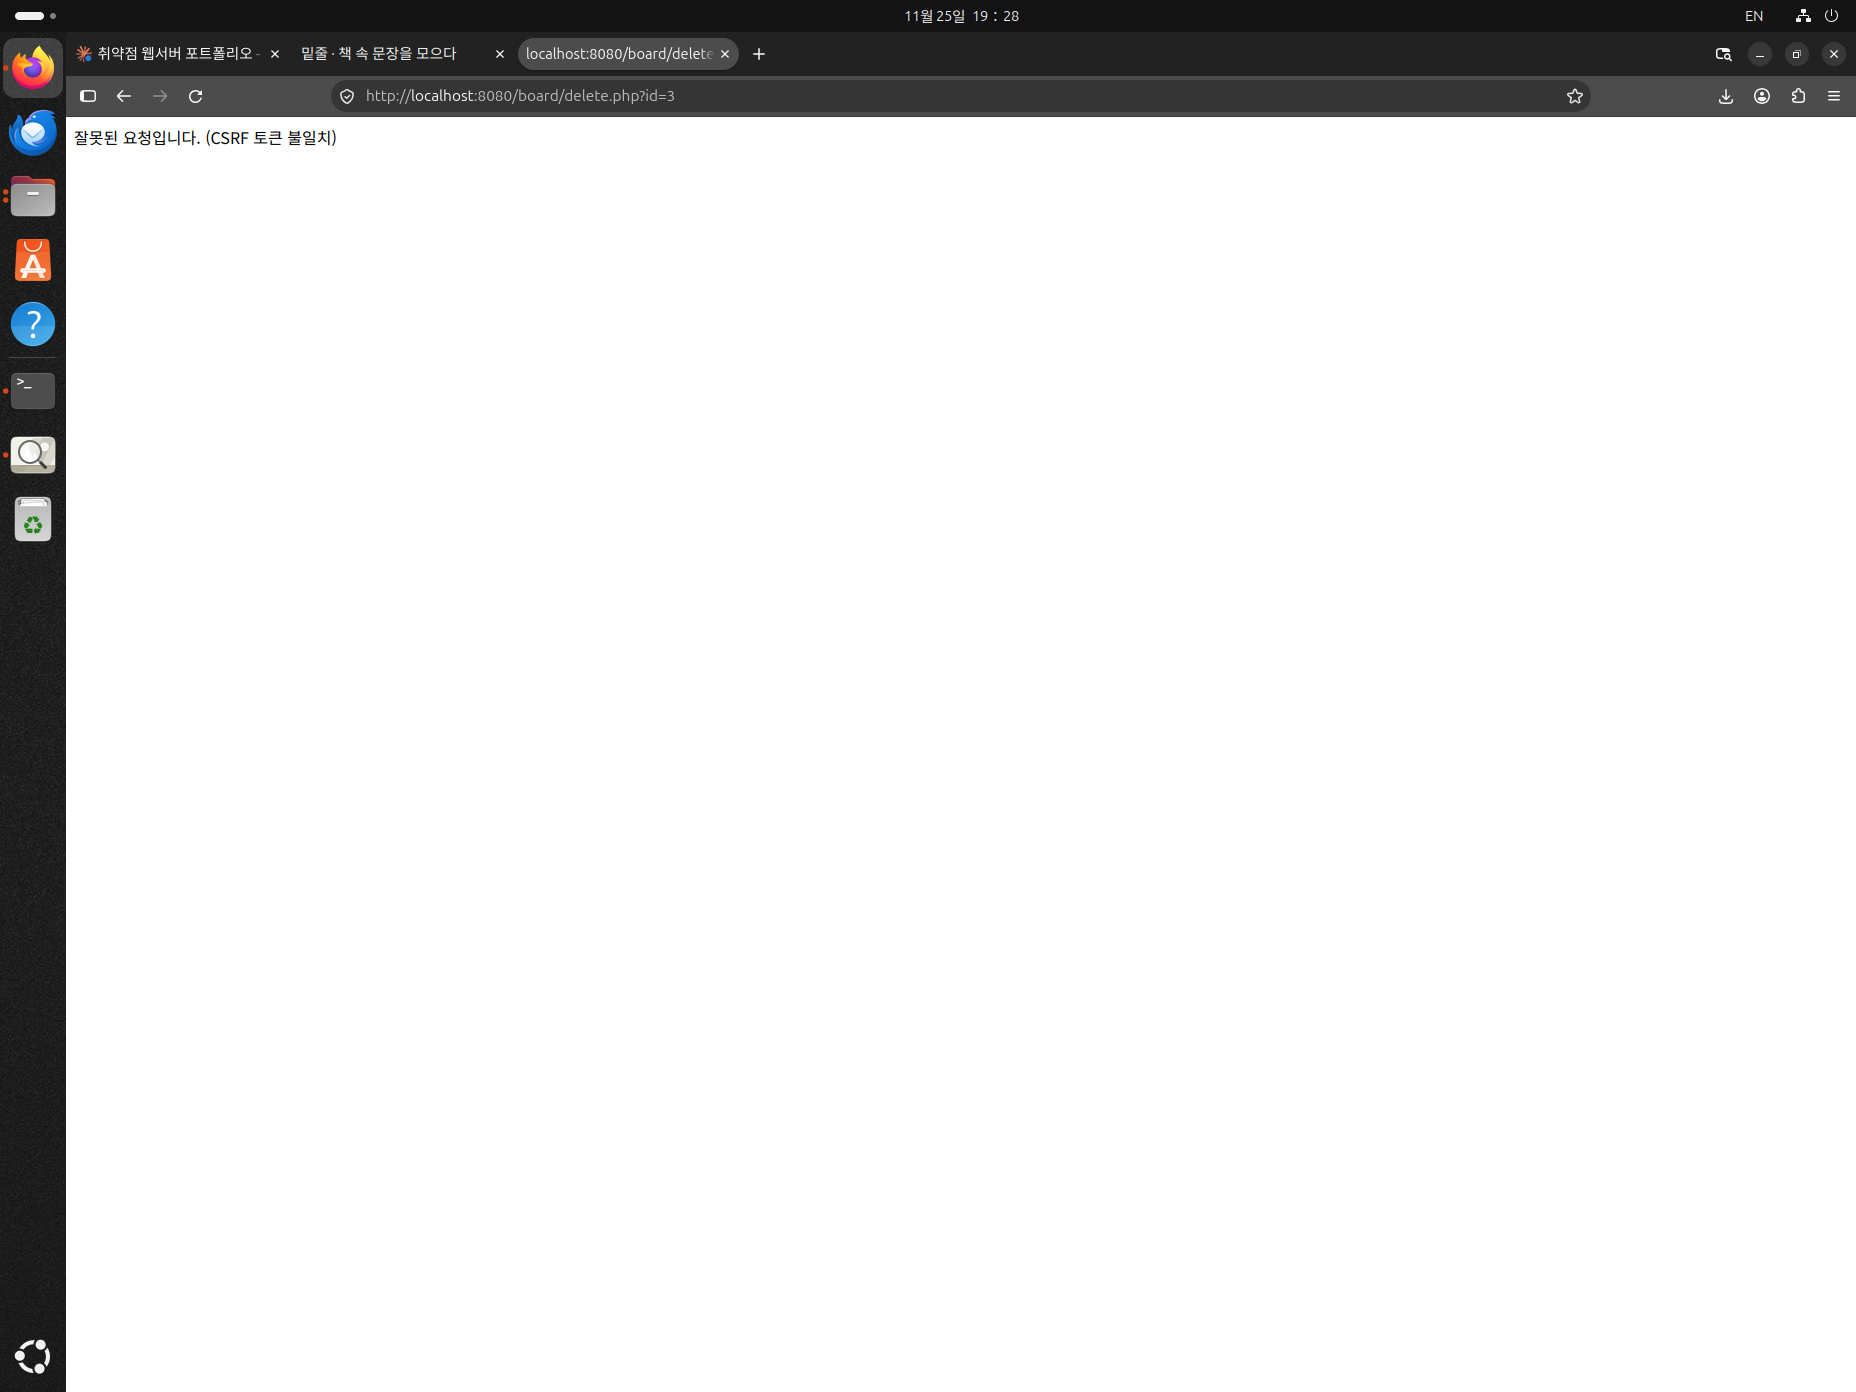 11월 25일 19 : 28
EN
취약점 웹서버 포트폴리오 -
밑줄 · 책 속 문장을 모으다
localhost:8080/board/delete
http://localhost:8080/board/delete.php?id=3
잘못된 요청입니다. (CSRF 토큰 불일치)